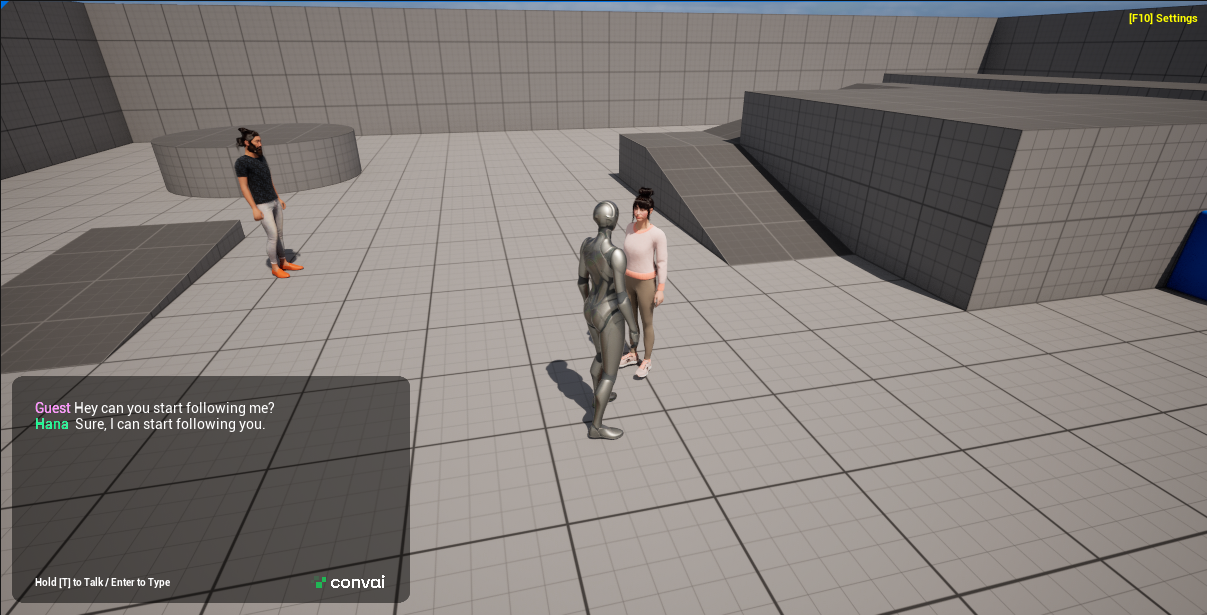 [F10] Settings
Guest Hey can you start following me?
Hana Sure, I can start following you.
Hold [T] to Talk / Enter to Type
convai